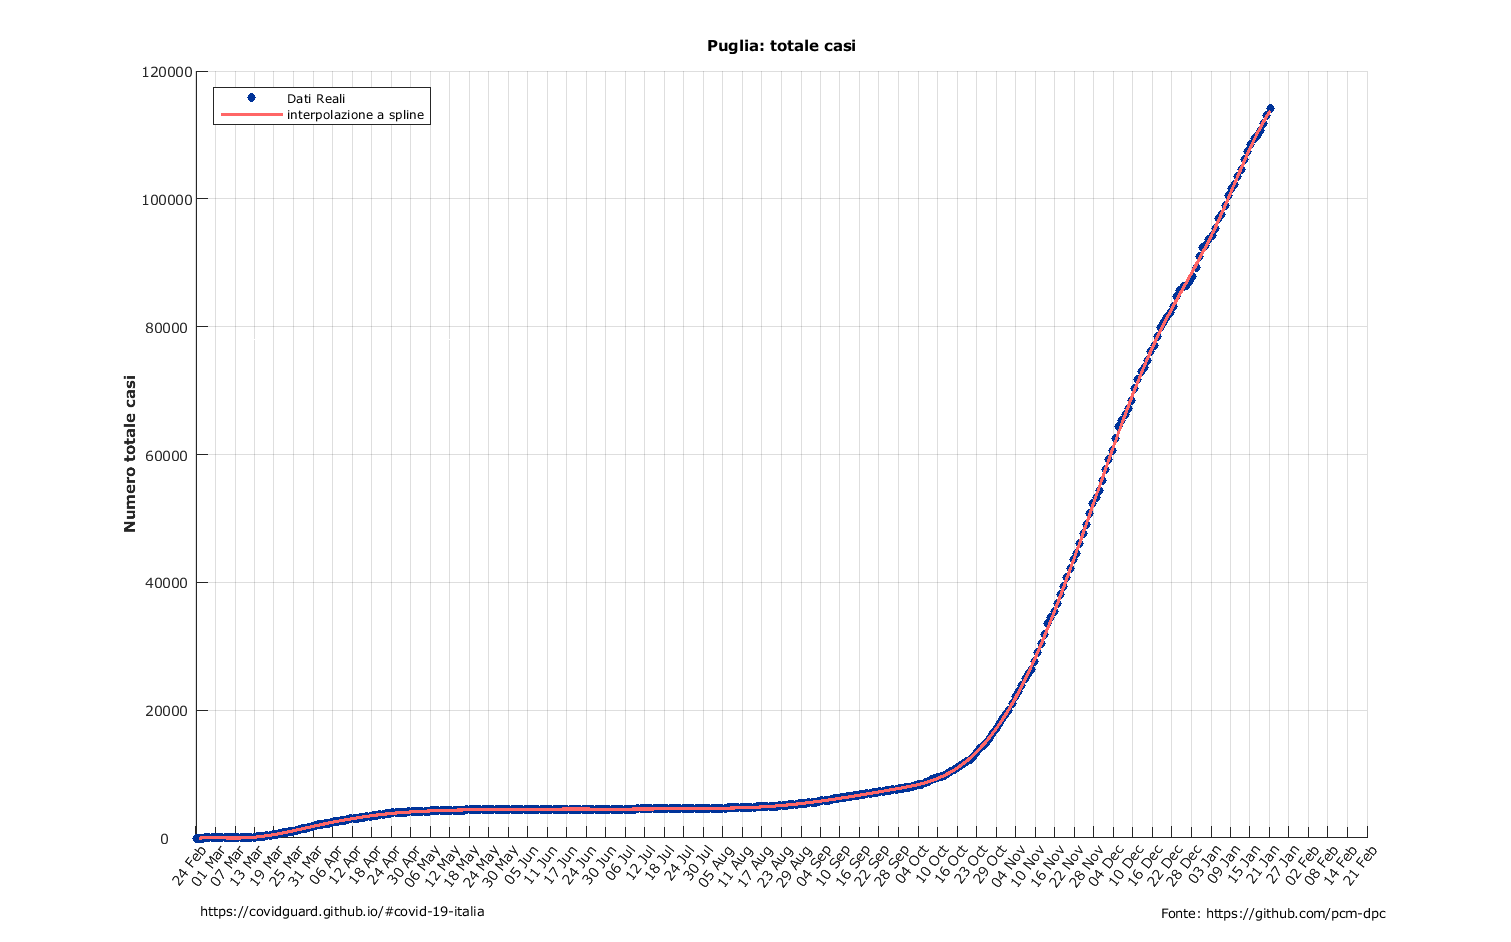 Puglia: totale casi
120000
Dati Reali
interpolazione a spline
100000
80000
Numero totale casi
60000
40000
20000
0
24 Feb 01 Mar 07 Mar 13 Mar 19 Mar 25 Mar 31 Mar 06 Apr 12 Apr 18 Apr 24 Apr 30 Apr 06 May 12 May 18 May 24 May 30 May 05 Jun 11 Jun 17 Jun 24 Jun 30 Jun 06 Jul 12 Jul 18 Jul 24 Jul 30 Jul 05 Aug 11 Aug 17 Aug 23 Aug 29 Aug 04 Sep 10 Sep 16 Sep 22 Sep 28 Sep 04 Oct 10 Oct 16 Oct 23 Oct 29 Oct 04 Nov 10 Nov 16 Nov 22 Nov 28 Nov 04 Dec 10 Dec 16 Dec 22 Dec 28 Dec 03 Jan 09 Jan 15 Jan 21 Jan 27 Jan 02 Feb 08 Feb 14 Feb 21 Feb
https://covidguard.github.io/#covid-19-italia
Fonte: https://github.com/pcm-dpc